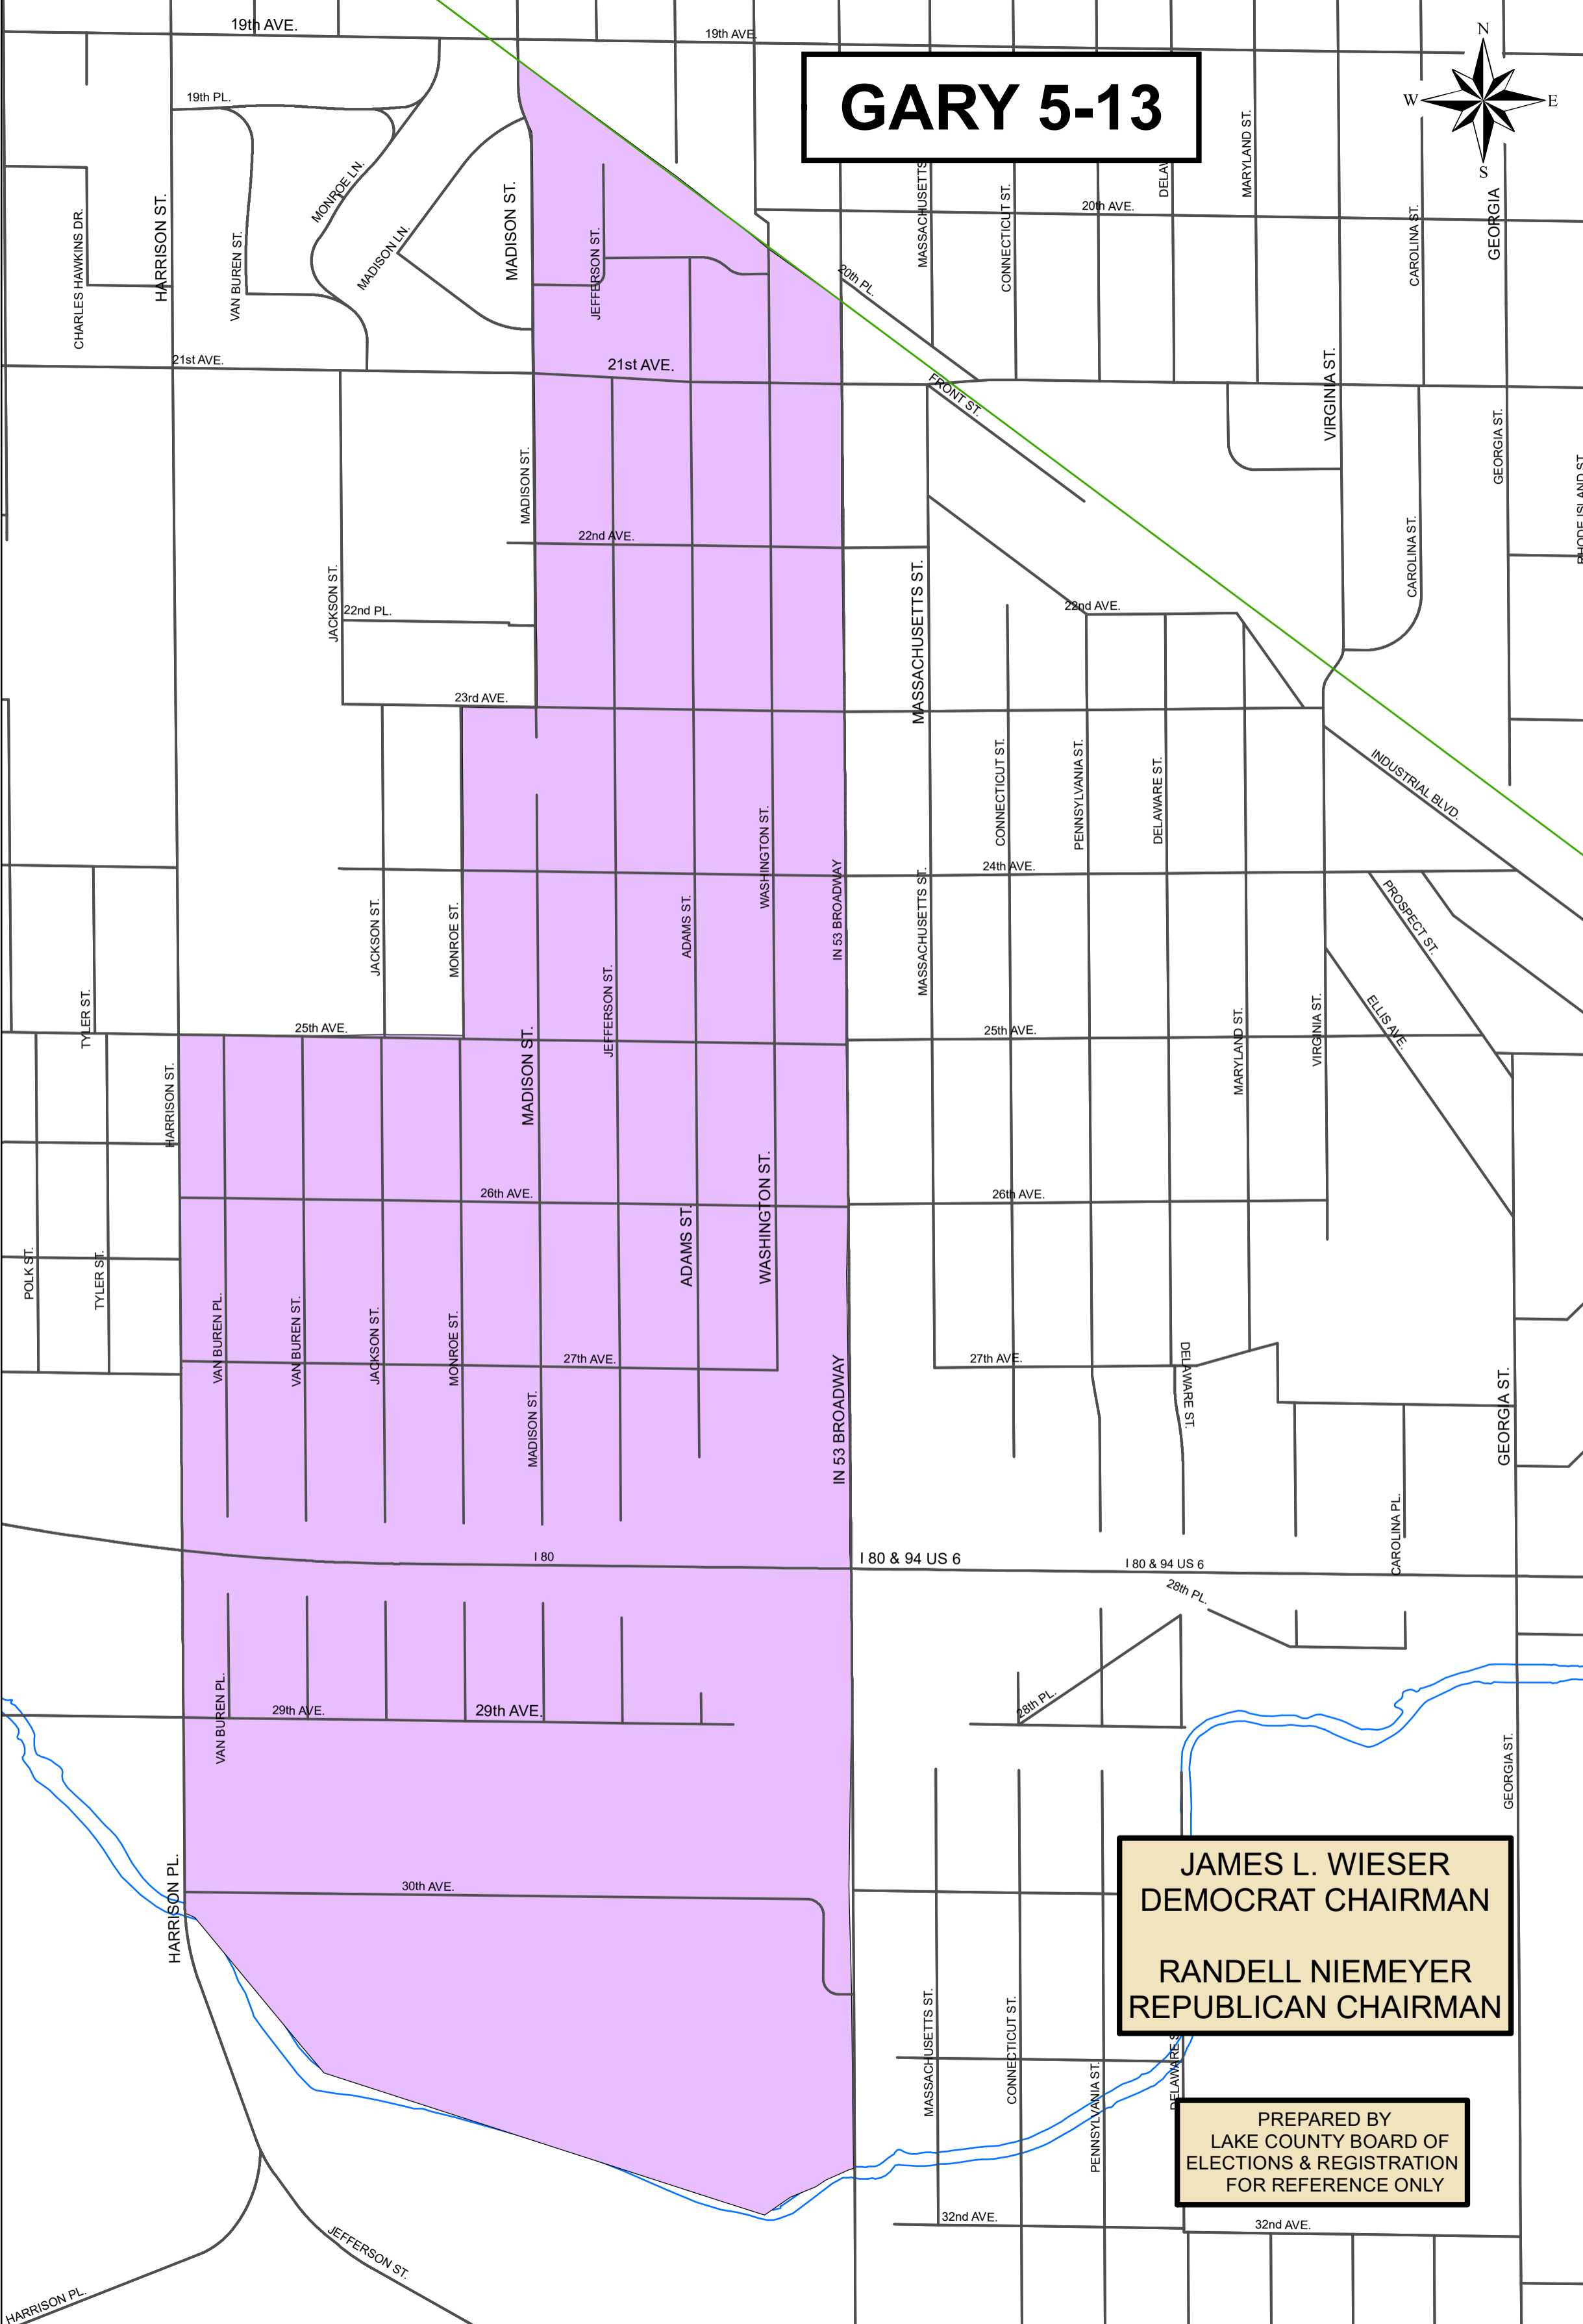 19th AVE.
19th AVE.
GARY 5-13
N
W
E
S
19th PL.
MONROE LN.
MADISON LN.
CHARLES HAWKINS DR.
HARRISON ST.
VAN BUREN ST.
MADISON ST.
JEFFERSON ST.
20th PL.
MASSACHUSETTS
CONNECTICUT ST.
20th AVE.
MARYLAND ST.
CAROLINA ST.
GEORGIA
21st AVE.
21st AVE.
FRONT ST.
VIRGINIA ST.
GEORGIA ST.
RHODE ISLAND ST.
MADISON ST.
22nd AVE.
JACKSON ST.
22nd PL.
MASSACHUSETTS ST.
22nd AVE.
CAROLINA ST.
23rd AVE.
INDUSTRIAL BLVD.
CONNECTICUT ST.
PENNSYLVANIA ST.
DELAWARE ST.
WASHINGTON ST.
24th AVE.
IN 53 BROADWAY
MASSACHUSETTS ST.
PROSPECT ST.
ADAMS ST.
JACKSON ST.
MONROE ST.
JEFFERSON ST.
TYLER ST.
25th AVE.
25th AVE.
ELLIS AVE.
MARYLAND ST.
VIRGINIA ST.
HARRISON ST.
MADISON ST.
26th AVE.
26th AVE.
ADAMS ST.
WASHINGTON ST.
POLK ST.
TYLER ST.
VAN BUREN PL.
VAN BUREN ST.
JACKSON ST.
MONROE ST.
27th AVE.
27th AVE.
DELAWARE ST.
MADISON ST.
IN 53 BROADWAY
GEORGIA ST.
CAROLINA PL.
I 80
I 80 & 94 US 6
I 80 & 94 US 6
28th PL.
28th PL.
VAN BUREN PL.
29th AVE.
29th AVE.
GEORGIA ST.
HARRISON PL.
30th AVE.
JAMES L. WIESER
DEMOCRAT CHAIRMAN
RANDELL NIEMEYER
REPUBLICAN CHAIRMAN
MASSACHUSETTS ST.
CONNECTICUT ST.
PENNSYLVANIA ST.
PREPARED BY
LAKE COUNTY BOARD OF
ELECTIONS & REGISTRATION
FOR REFERENCE ONLY
32nd AVE.
32nd AVE.
JEFFERSON ST.
HARRISON PL.